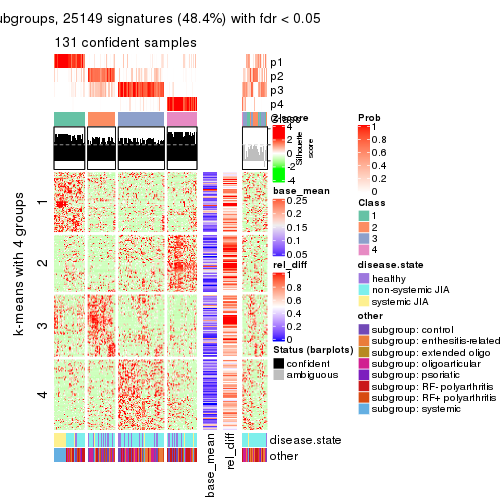 ubgroups, 25149 signatures (48.4%) with fdr < 0.05
131 confident samples
p1
p2
p3
p4
Class
Silhouette
score
z-score
4
2
0
-2
-4
Prob
1
0.8
0.6
0.4
0.2
0
base_mean
0.25
0.2
0.15
0.1
0.05
Class
1
2
3
4
rel_diff
1
0.8
0.6
0.4
0.2
0
disease.state
healthy
non-systemic JIA
systemic JIA
Status (barplots)
confident
ambiguous
other
subgroup: control
subgroup: enthesitis-related
subgroup: extended oligo
subgroup: oligoarticular
subgroup: psoriatic
subgroup: RF- polyarthritis
subgroup: RF+ polyarthritis
subgroup: systemic
k-means with 4 groups
1
2
3
4
disease.state
other
base_mean
rel_diff